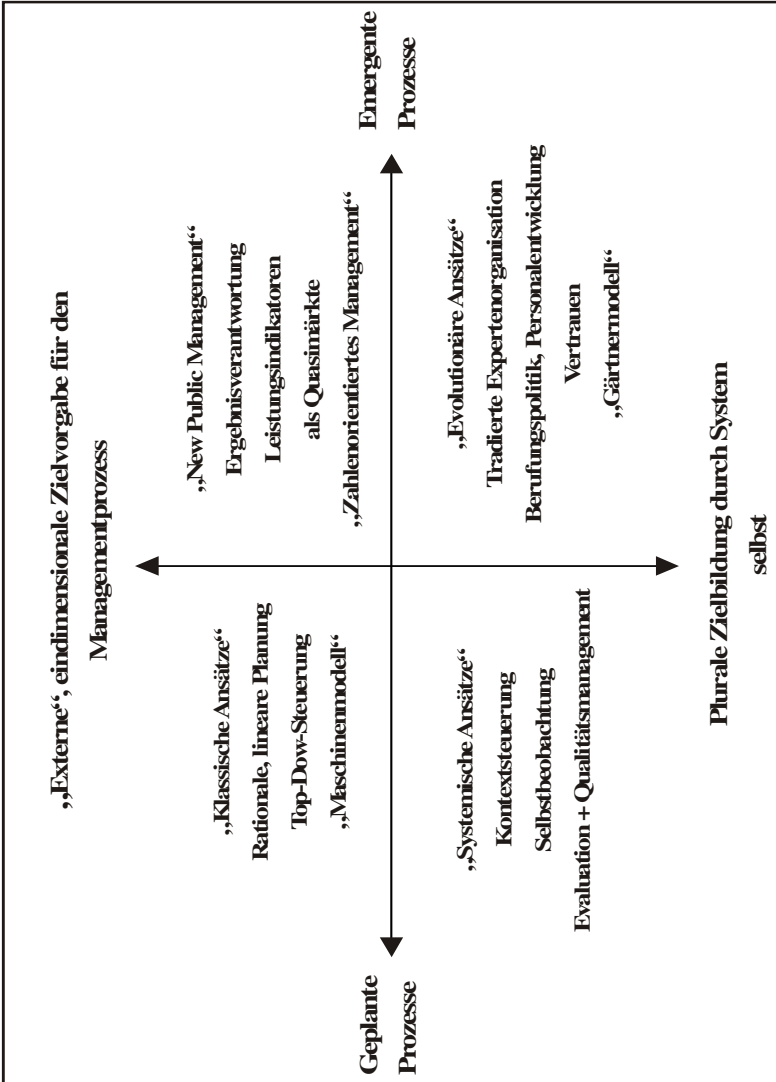 „Externe“, eindimensionale Zielvorgabe für den
Managementprozess
„Klassische Ansätze“
Rationale, lineare Planung
Top-Dow-Steuerung
„Maschinenmodell“
„New Public Management“
Ergebnisverantwortung
Leistungsindikatoren
als Quasimärkte
„Zahlenorientiertes Management“
Geplante
Prozesse
Emergente
Prozesse
„Systemische Ansätze“
Kontextsteuerung
Selbstbeobachtung
Evaluation + Qualitätsmanagement
„Evolutionäre Ansätze“
Tradierte Expertenorganisation
Berufungspolitik, Personalentwicklung
Vertrauen
„Gärtnermodell“
Plurale Zielbildung durch System
selbst